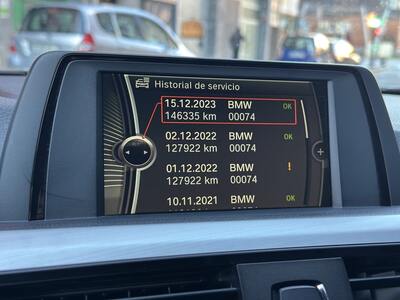 Historial de servicio
15.12.2023 BMW OK
146335 km 00074
02.12.2022 BMW OK
127922 km 00074
01.12.2022 BMW !
127922 km 00074
10.11.2021 BMW OK